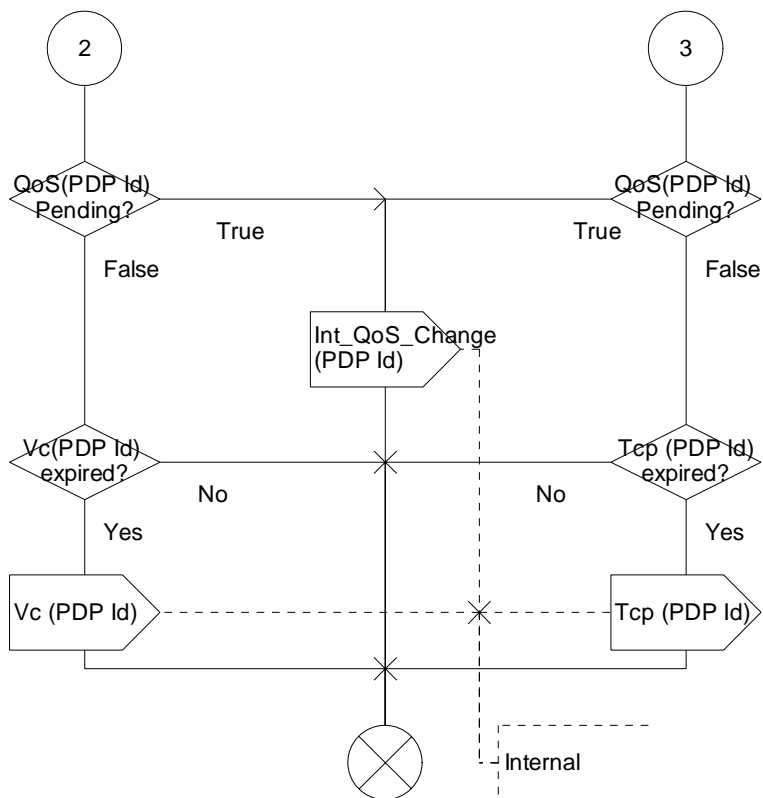 2
3
QoS(PDP Id)
Pending?
QoS(PDP Id)
Pending?
True
True
False
False
Int_QoS_Change
(PDP Id)
Vc(PDP Id)
expired?
Tcp (PDP Id)
expired?
No
No
Yes
Yes
Vc (PDP Id)
Tcp (PDP Id)
Internal